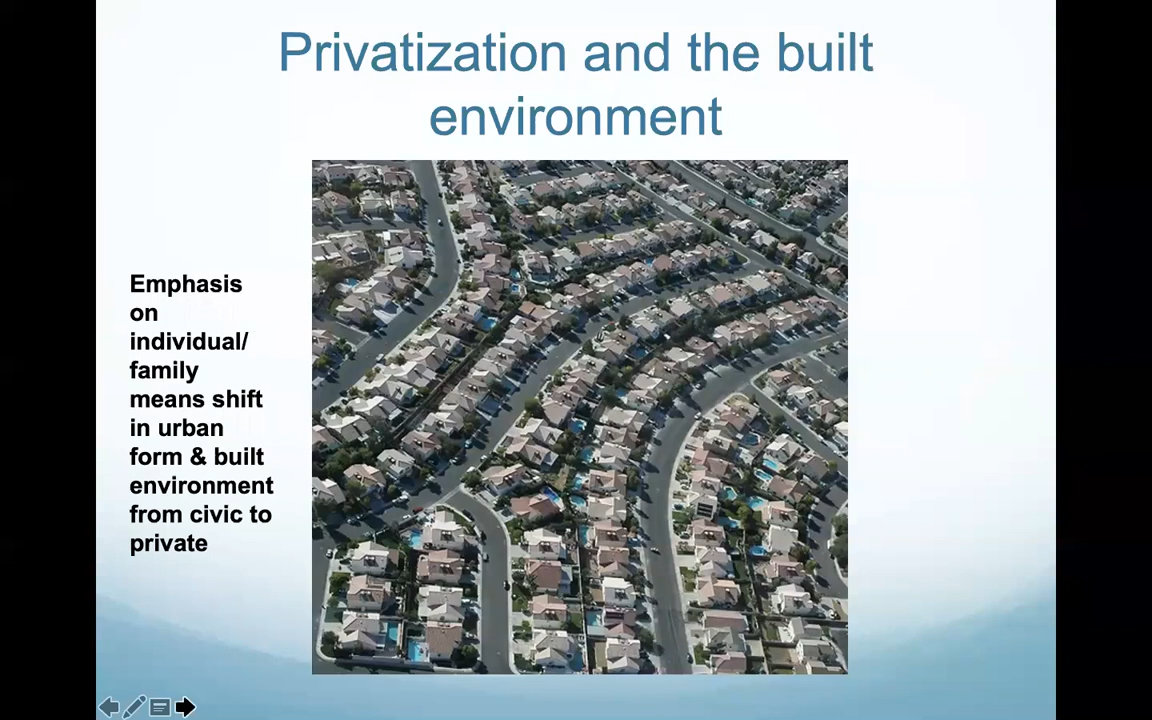 Privatization and the built
environment
Emphasis
on
individual/
family
means shift
in urban
form & built
environment
from civic to
private